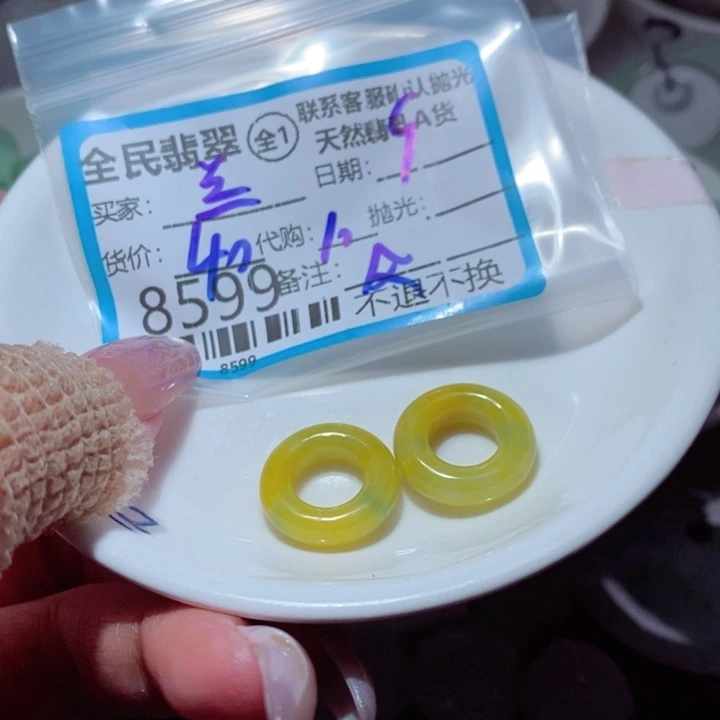 联系客服确认抛光
全民翡翠 全1 天然翡翠A货
日期：
买家：
抛光：
货价： 代购：
8599 备注：
不退不换
8599